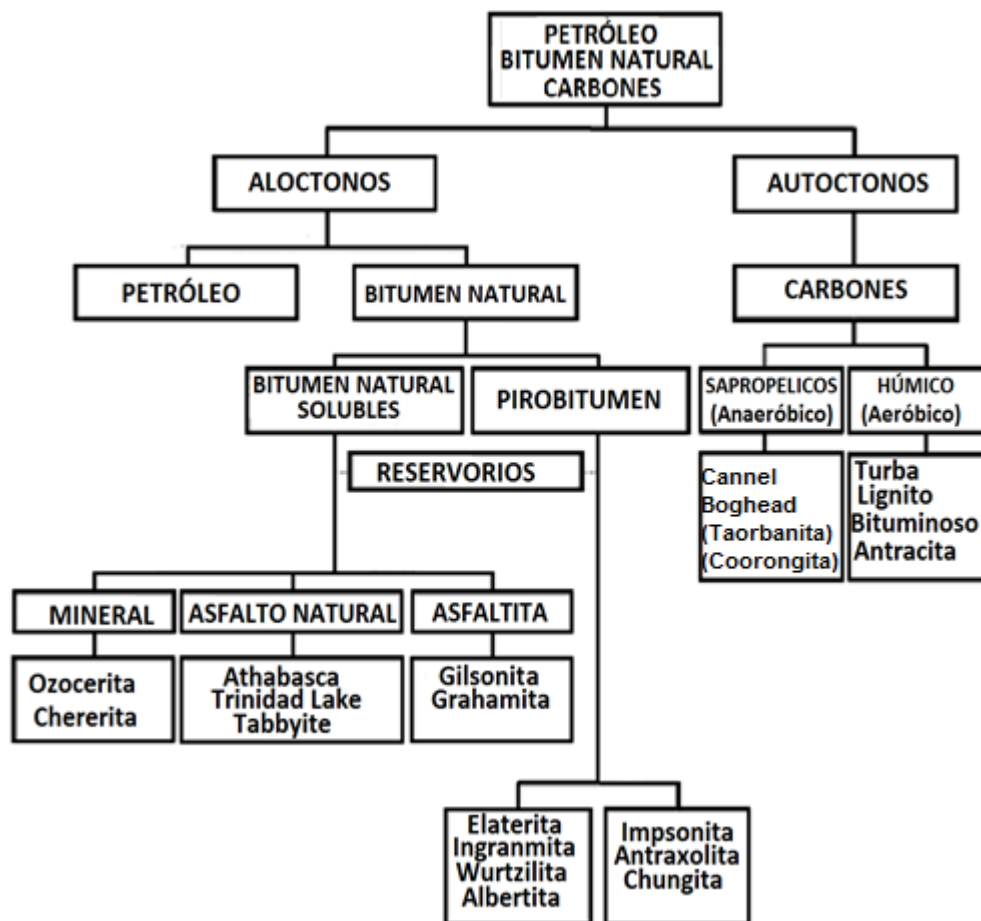 PETRÓLEO
BITUMEN NATURAL
CARBONES
ALOCTONOS
AUTOCTONOS
PETRÓLEO
BITUMEN NATURAL
CARBONES
BITUMEN NATURAL
SOLUBLES
PIROBITUMEN
SAPROPELICOS
(Anaeróbico)
HÚMICO
(Aeróbico)
RESERVORIOS
Cannel
Boghead
(Taorbanita)
(Coorongita)
Turba
Lignito
Bituminoso
Antracita
MINERAL
ASFALTO NATURAL
ASFALTITA
Ozocerita
Chererita
Athabasca
Trinidad Lake
Tabbyite
Gilsonita
Grahamita
Elaterita
Ingranmita
Wurtzilita
Albertita
Impsonita
Antraxolita
Chungita